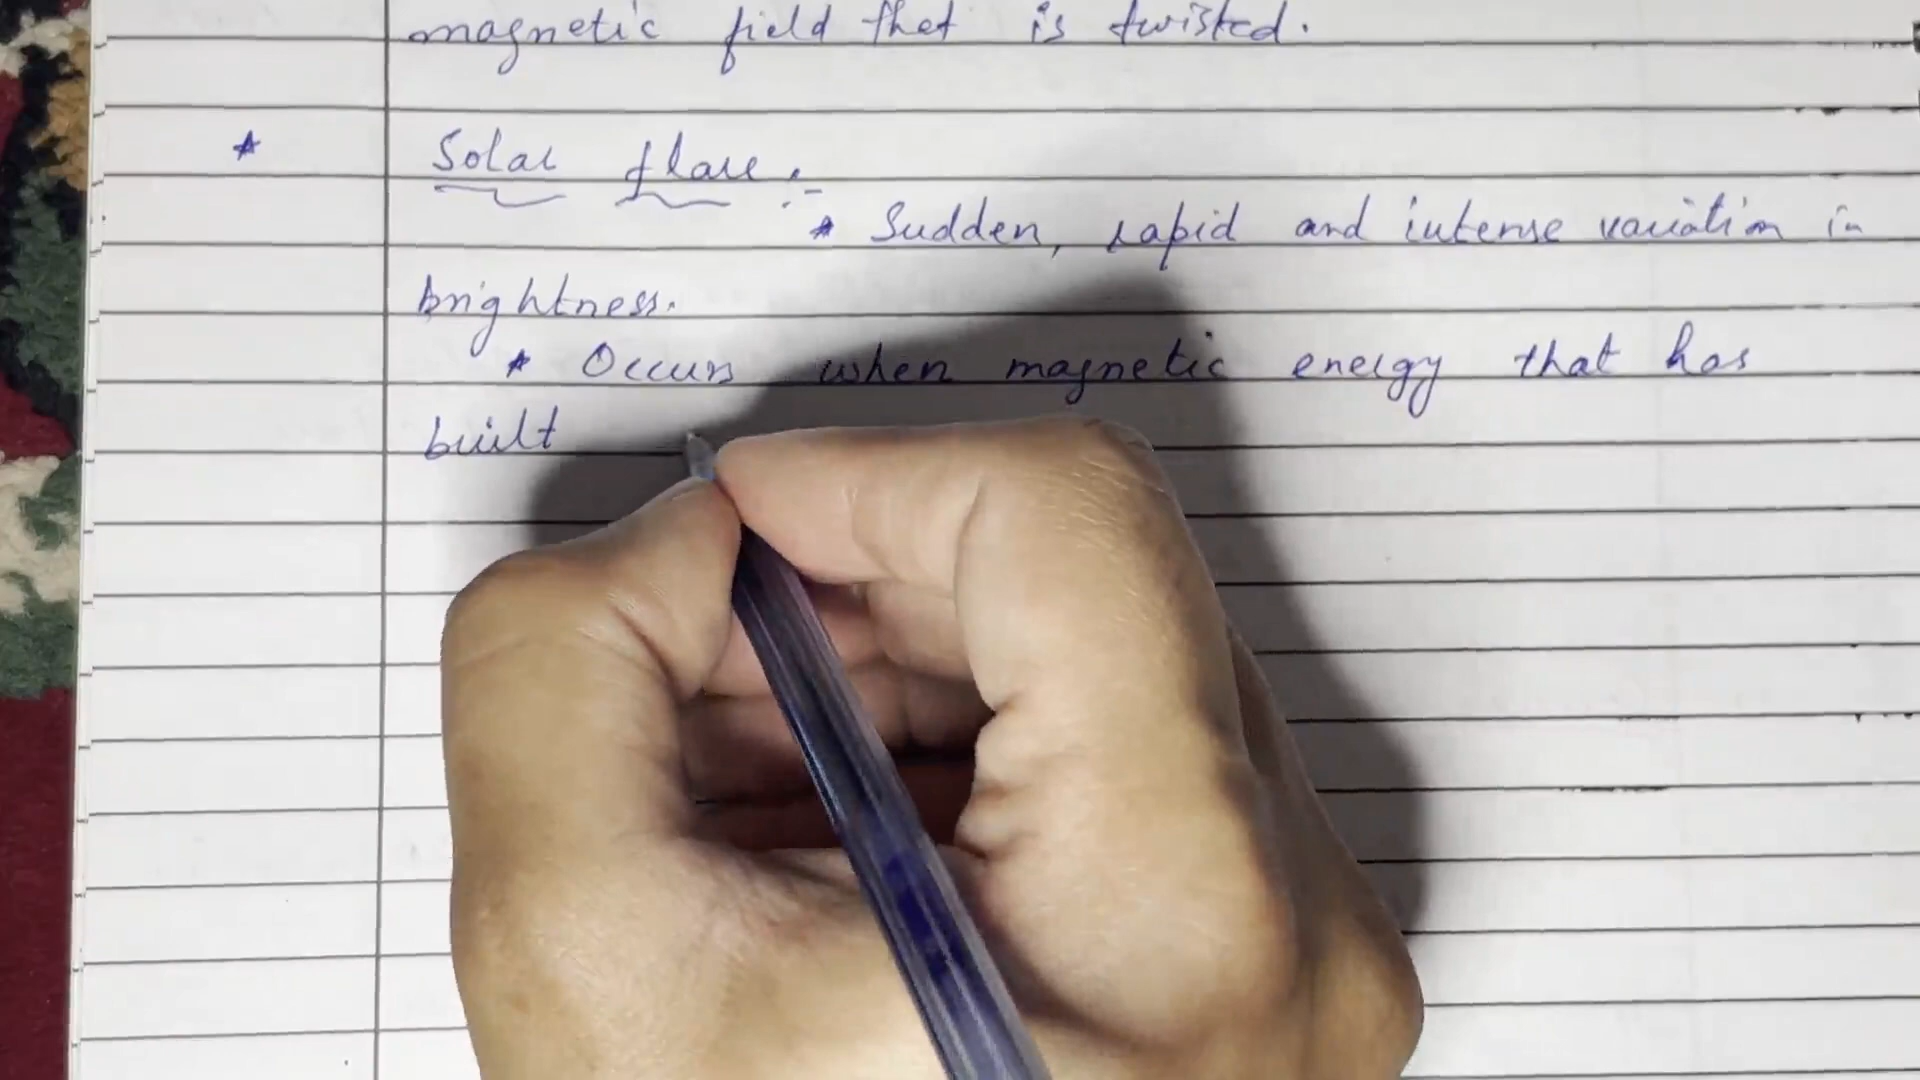 magnetic field that is twisted.
* Solar flare :-
* Sudden, rapid and intense variation in
brightness.
* Occurs when magnetic energy that has
built